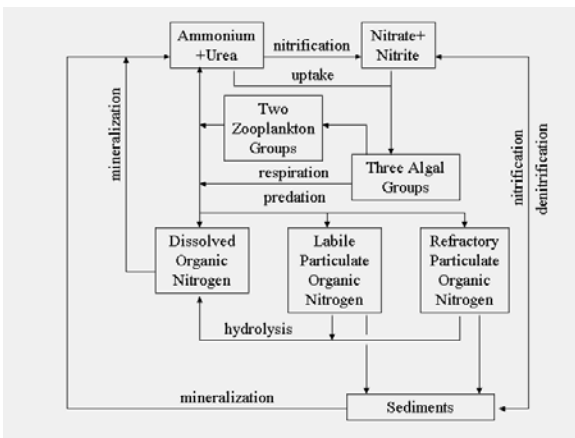 Ammonium
+Urea
nitrification
Nitrate+
Nitrite
uptake
Two
Zooplankton
Groups
mineralization
respiration
Three Algal
Groups
predation
nitrification
denitrification
Dissolved
Organic
Nitrogen
Labile
Particulate
Organic
Nitrogen
Refractory
Particulate
Organic
Nitrogen
hydrolysis
mineralization
Sediments